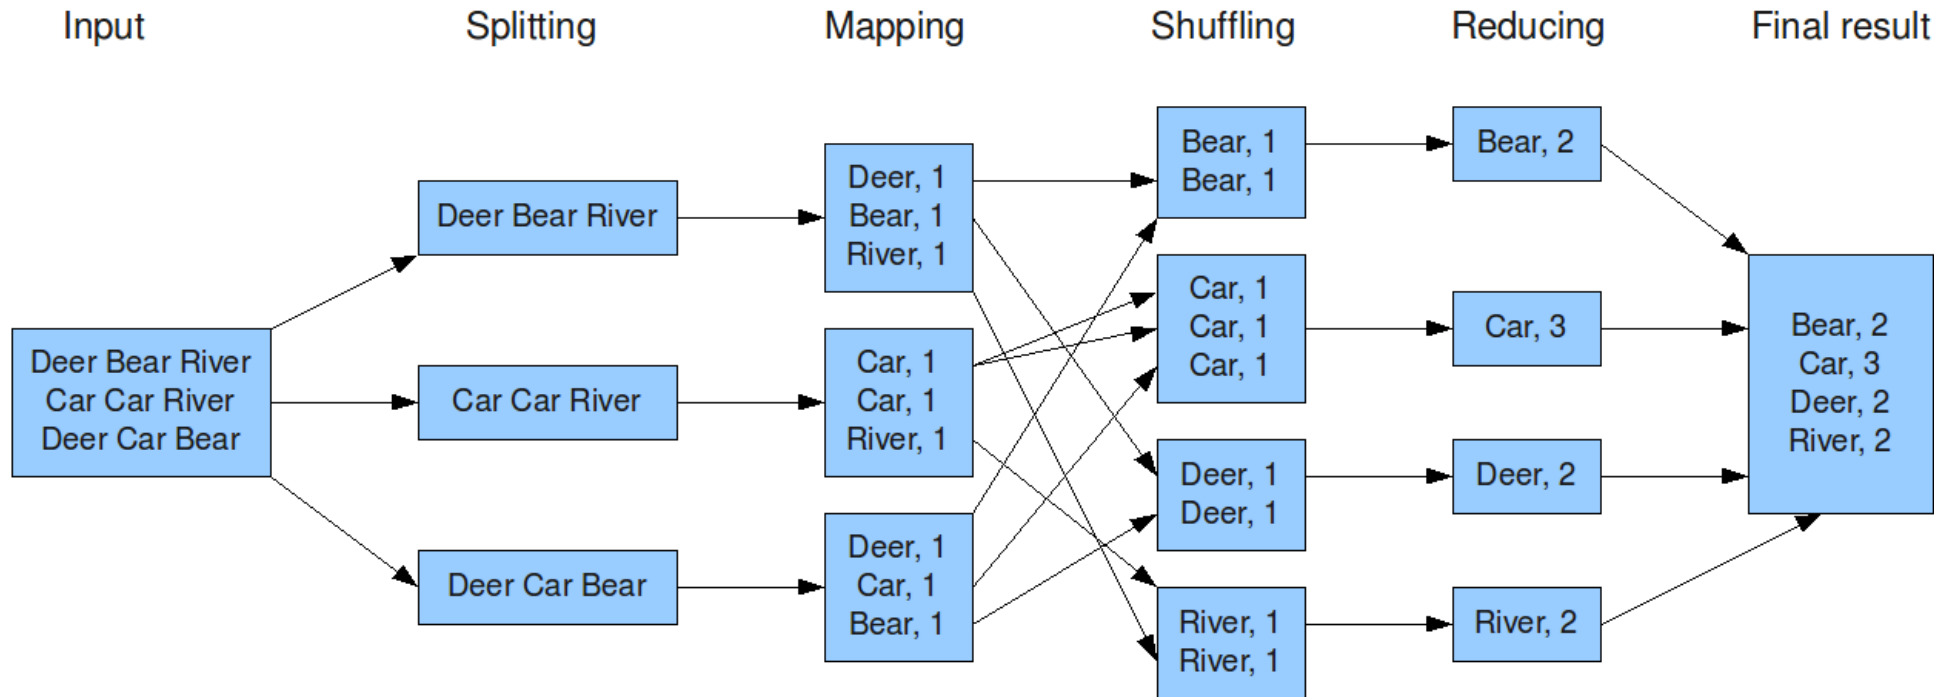 Input
Splitting
Mapping
Shuffling
Reducing
Final result
Deer Bear River
Car Car River
Deer Car Bear
Deer Bear River
Car Car River
Deer Car Bear
Deer, 1
Bear, 1
River, 1
Car, 1
Car, 1
River, 1
Deer, 1
Car, 1
Bear, 1
Bear, 1
Bear, 1
Car, 1
Car, 1
Car, 1
Deer, 1
Deer, 1
River, 1
River, 1
Bear, 2
Car, 3
Deer, 2
River, 2
Bear, 2
Car, 3
Deer, 2
River, 2